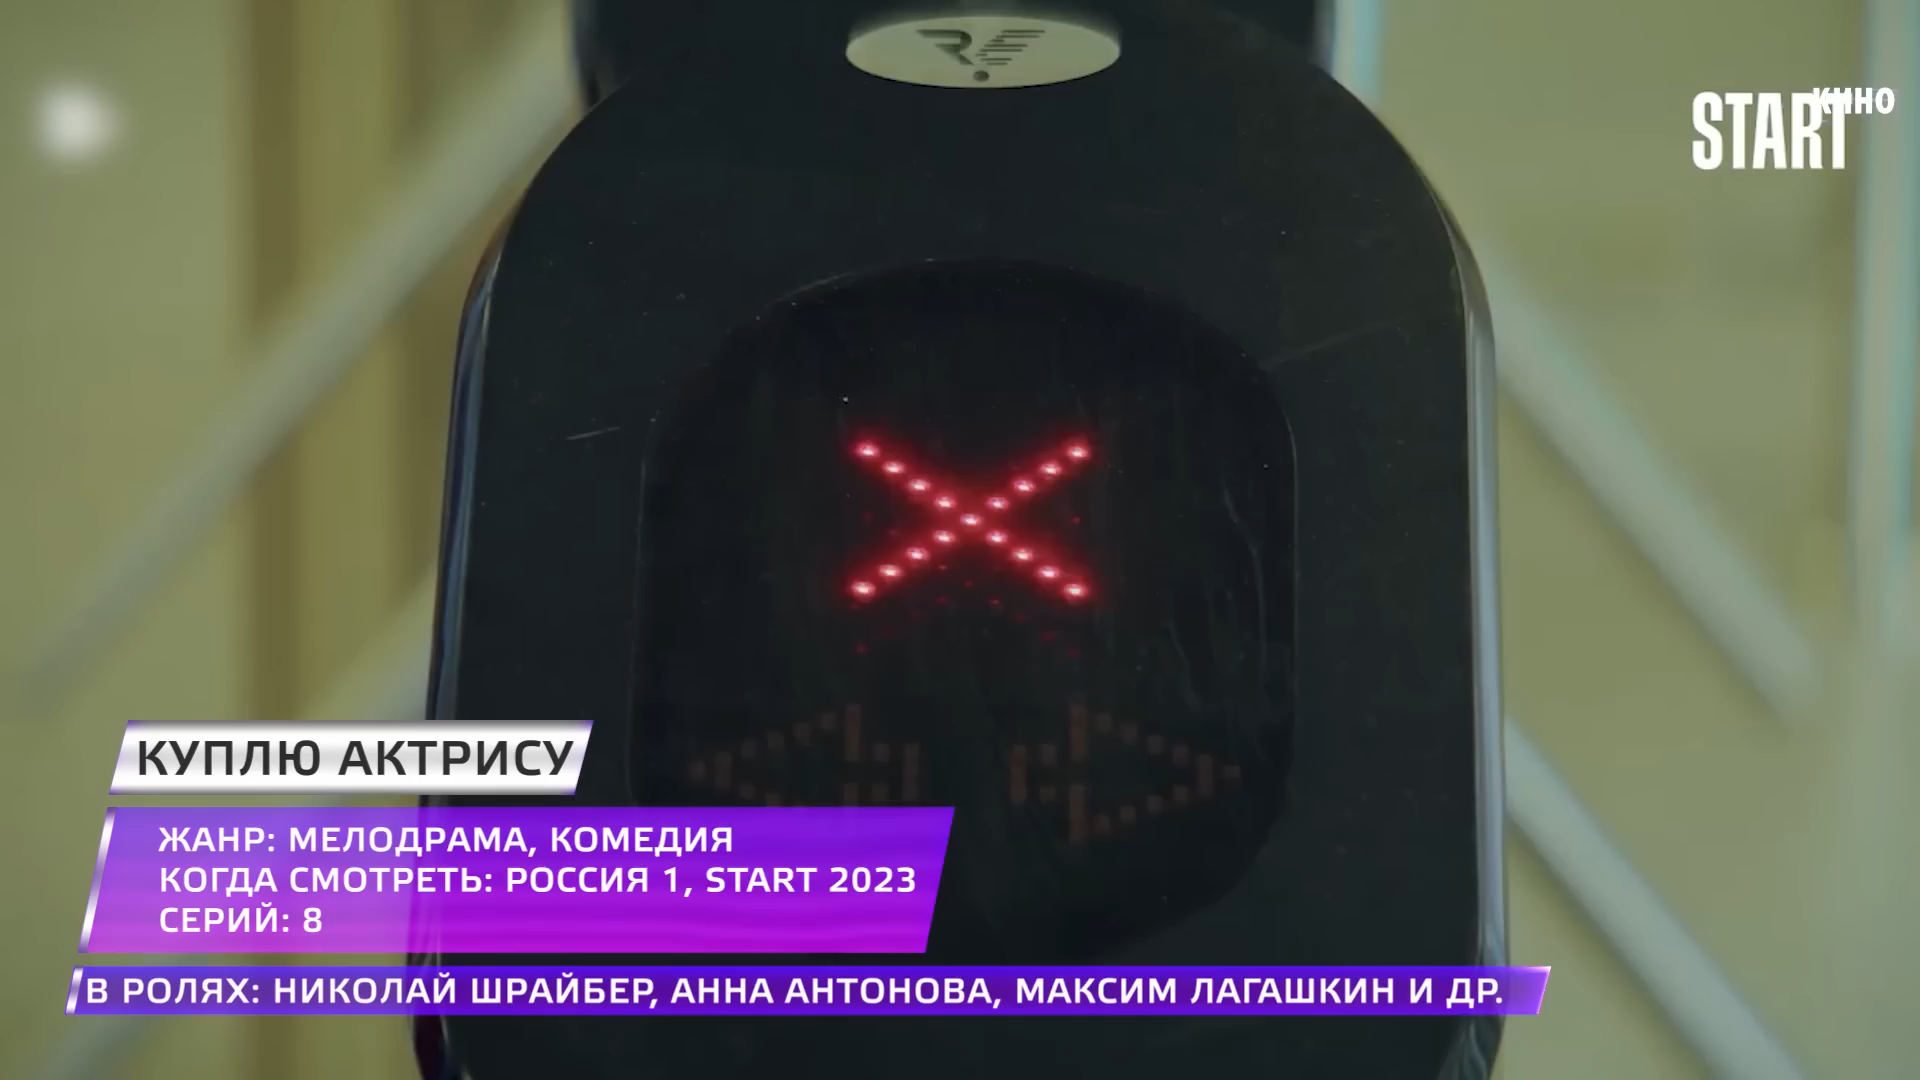 START
КИНО
КУПЛЮ АКТРИСУ
ЖАНР: МЕЛОДРАМА, КОМЕДИЯ
КОГДА СМОТРЕТЬ: РОССИЯ 1, START 2023
СЕРИЙ: 8
В РОЛЯХ: НИКОЛАЙ ШРАЙБЕР, АННА АНТОНОВА, МАКСИМ ЛАГАШКИН И ДР.